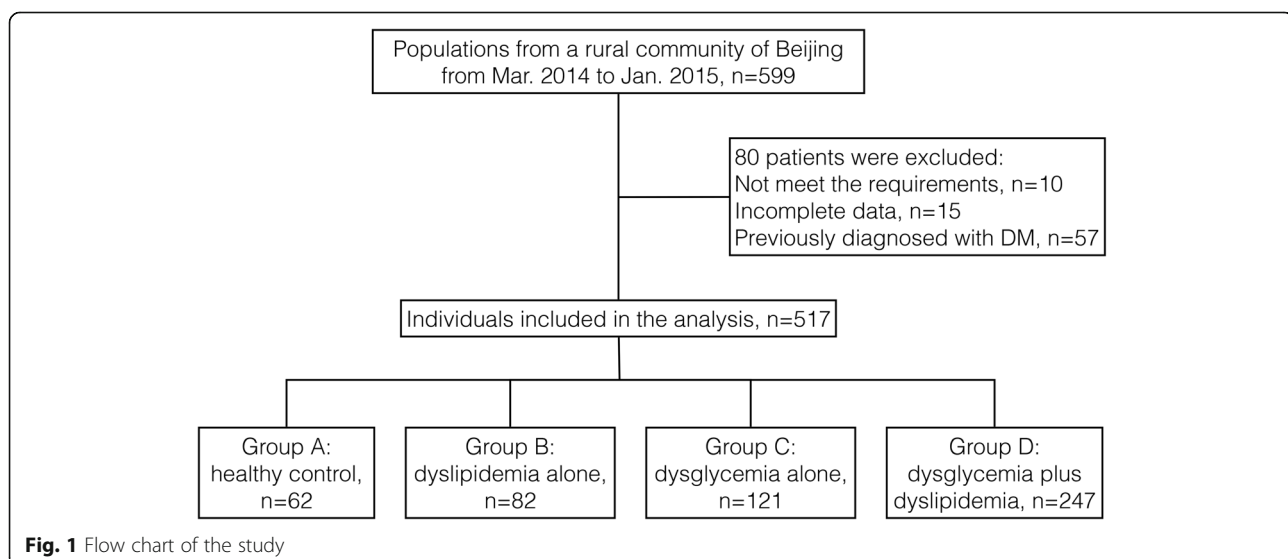 Populations from a rural community of Beijing
from Mar. 2014 to Jan. 2015, n=599
80 patients were excluded:
Not meet the requirements, n=10
Incomplete data, n=15
Previously diagnosed with DM, n=57
Individuals included in the analysis, n=517
Group A:
healthy control,
n=62
Group B:
dyslipidemia alone,
n=82
Group C:
dysglycemia alone,
n=121
Group D:
dysglycemia plus
dyslipidemia, n=247
Fig. 1 Flow chart of the study